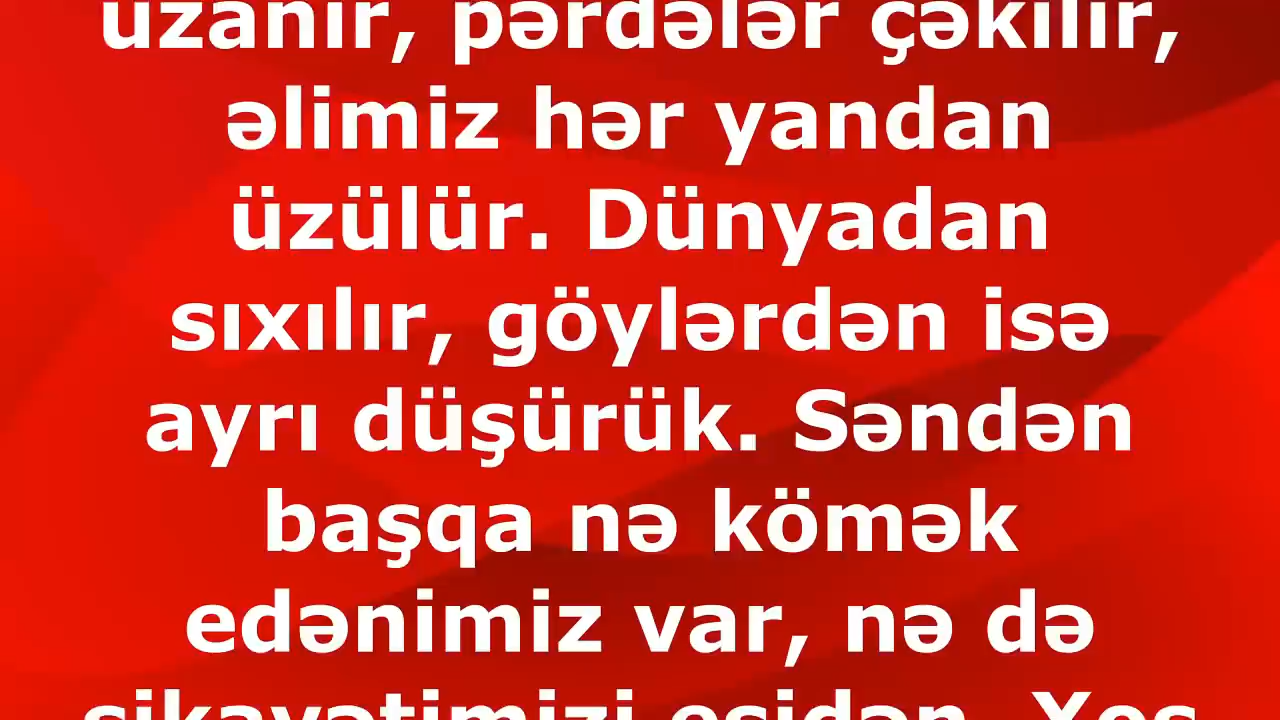 uzanır, pərdələr çəkilir,
əlimiz hər yandan
üzülür. Dünyadan
sıxılır, göylərdən isə
ayrı düşürük. Səndən
başqa nə kömək
edənimiz var, nə də